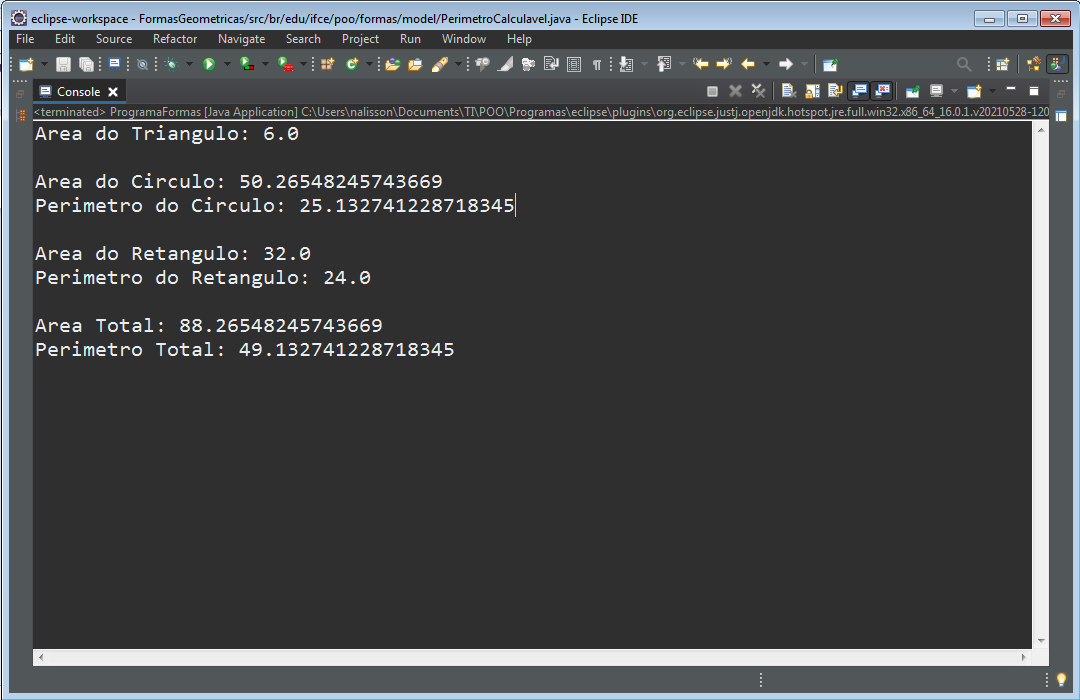 eclipse-workspace - FormasGeometricas/src/br/edu/ifce/poo/formas/model/PerimetroCalculavel.java - Eclipse IDE
File Edit Source Refactor Navigate Search Project Run Window Help
Console
<terminated> ProgramaFormas [Java Application] C:\Users\nalisson\Documents\TI\POO\Programas\eclipse\plugins\org.eclipse.justj.openjdk.hotspot.jre.full.win32.x86_64_16.0.1.v20210528-120
Area do Triangulo: 6.0
Area do Circulo: 50.26548245743669
Perimetro do Circulo: 25.132741228718345
Area do Retangulo: 32.0
Perimetro do Retangulo: 24.0
Area Total: 88.26548245743669
Perimetro Total: 49.132741228718345